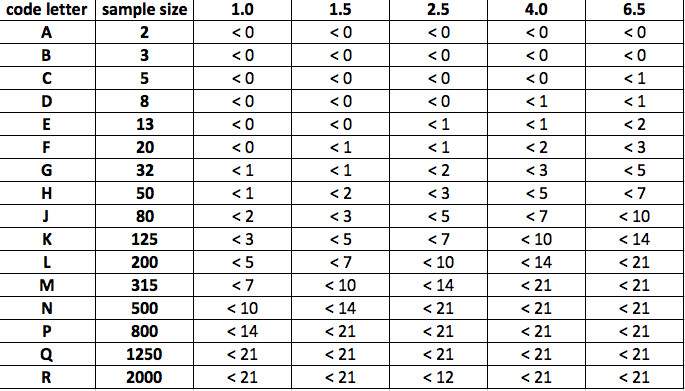 code letter sample size 1.0 1.5 2.5 4.0 6.5
A 2 < 0 < 0 < 0 < 0 < 0
B 3 < 0 < 0 < 0 < 0 < 0
C 5 < 0 < 0 < 0 < 0 < 1
D 8 < 0 < 0 < 0 < 1 < 1
E 13 < 0 < 0 < 1 < 1 < 2
F 20 < 0 < 1 < 1 < 2 < 3
G 32 < 1 < 1 < 2 < 3 < 5
H 50 < 1 < 2 < 3 < 5 < 7
J 80 < 2 < 3 < 5 < 7 < 10
K 125 < 3 < 5 < 7 < 10 < 14
L 200 < 5 < 7 < 10 < 14 < 21
M 315 < 7 < 10 < 14 < 21 < 21
N 500 < 10 < 14 < 21 < 21 < 21
P 800 < 14 < 21 < 21 < 21 < 21
Q 1250 < 21 < 21 < 21 < 21 < 21
R 2000 < 21 < 21 < 12 < 21 < 21